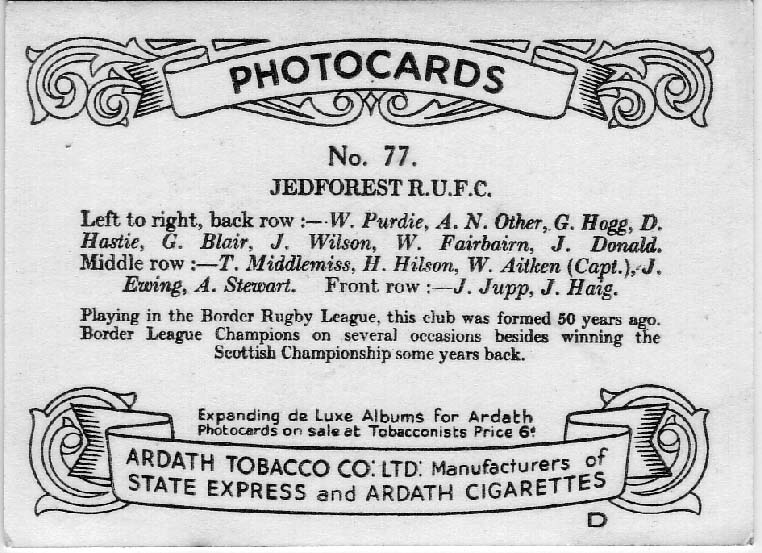 PHOTOCARDS
No. 77.
JEDFOREST R.U.F.C.
Left to right, back row :—W. Purdie, A. N. Other, G. Hogg, D.
Hastie, G. Blair, J. Wilson, W. Fairbairn, J. Donald.
Middle row :—T. Middlemiss, H. Hilson, W. Aitken (Capt.), J.
Ewing, A. Stewart. Front row :—J. Jupp, J. Haig.
Playing in the Border Rugby League, this club was formed 50 years ago.
Border League Champions on several occasions besides winning the
Scottish Championship some years back.
Expanding de Luxe Albums for Ardath
Photocards on sale at Tobacconists Price 6ᵈ
ARDATH TOBACCO CO: LTD: Manufacturers of
STATE EXPRESS and ARDATH CIGARETTES
D